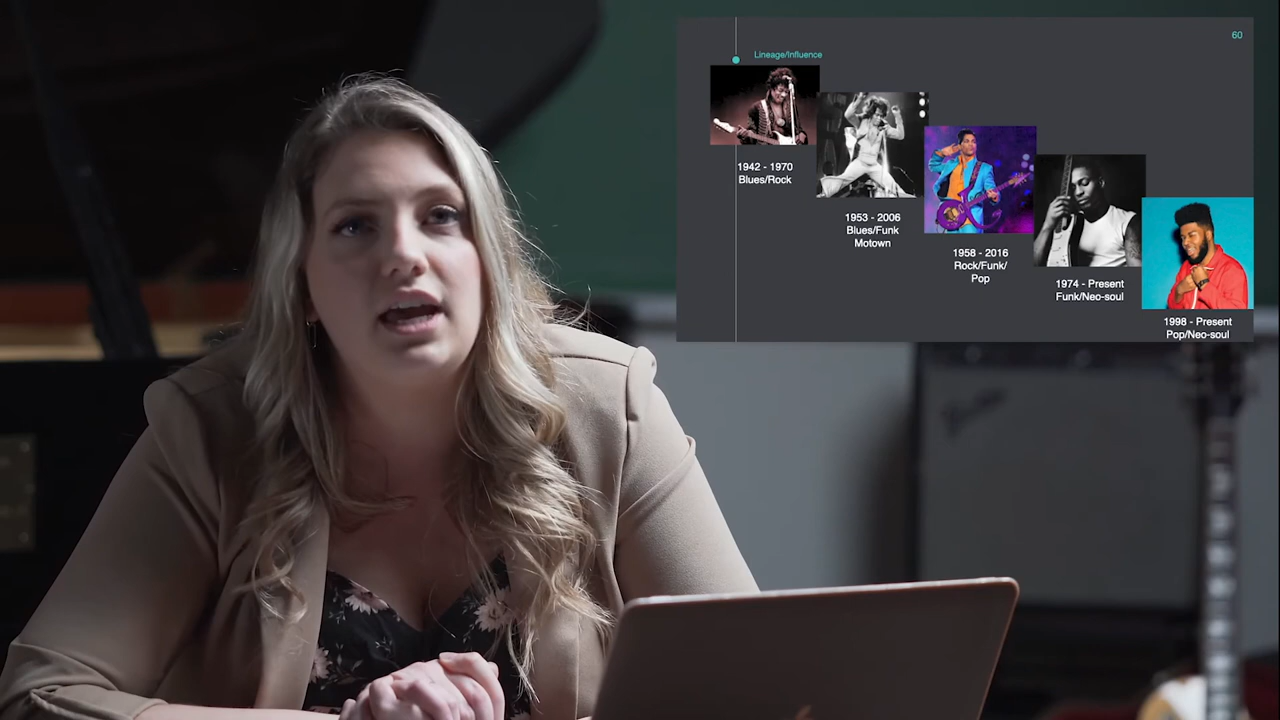 60
Lineage/Influence
1942 - 1970
Blues/Rock
1953 - 2006
Blues/Funk
Motown
1958 - 2016
Rock/Funk/
Pop
1974 - Present
Funk/Neo-soul
1998 - Present
Pop/Neo-soul
Fender